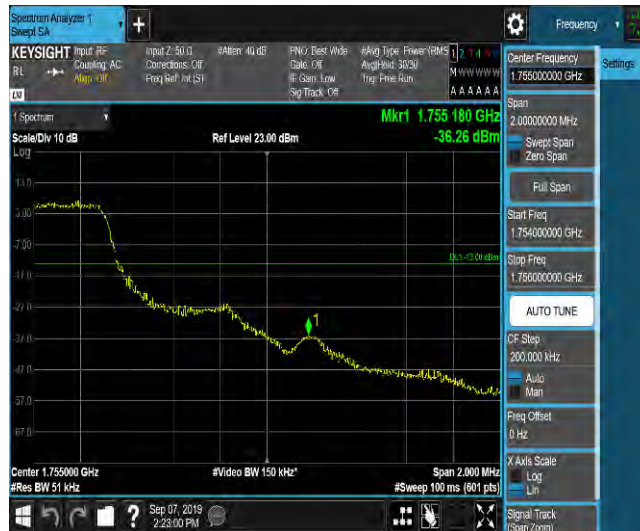 Spectrum Analyzer 1
Swept SA
+
Frequency
KEYSIGHT
Input: RF
Coupling: AC
Align: Off
Input Z: 50 Ω
Corrections: Off
Freq Ref: Int (S)
#Atten: 40 dB
PNO: Best Wide
Gate: Off
IF Gain: Low
Sig Track: Off
#Avg Type: Power (RMS
Avg|Hold: 30/30
Trig: Free Run
M W W W W W
A A A A A A
RL
1 Spectrum
Scale/Div 10 dB
Log
Ref Level 23.00 dBm
Mkr1 1.755 180 GHz
-36.26 dBm
13.0
3.00
-7.00
DL1 -13.00 dBm
-17.0
-27.0
-37.0
-57.0
-67.0
1
Center 1.755000 GHz
#Res BW 51 kHz
#Video BW 150 kHz*
Span 2.000 MHz
#Sweep 100 ms (601 pts)
Sep 07, 2019
2:23:00 PM
?
Center Frequency
1.755000000 GHz
Settings
Span
2.00000000 MHz
Swept Span
Zero Span
Full Span
Start Freq
1.754000000 GHz
Stop Freq
1.756000000 GHz
AUTO TUNE
CF Step
200.000 kHz
Auto
Man
Freq Offset
0 Hz
X Axis Scale
Log
Lin
Signal Track
(Span Zoom)